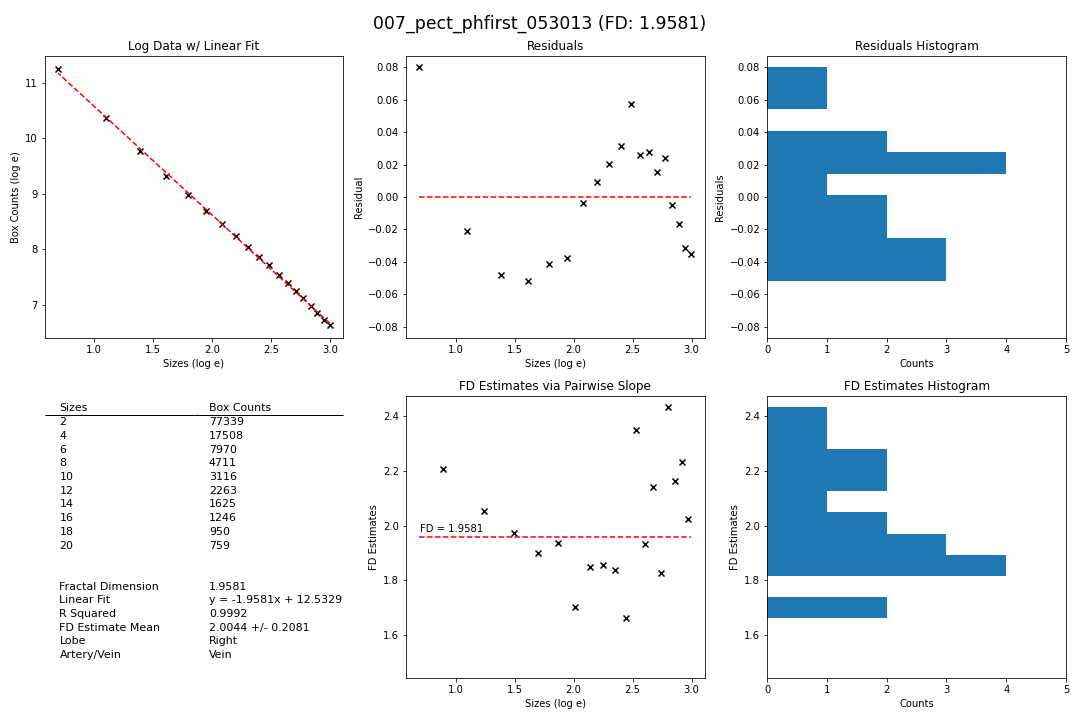 007_pect_phfirst_053013 (FD: 1.9581)
Log Data w/ Linear Fit
Box Counts (log e)
11
10
9
8
7
1.0 1.5 2.0 2.5 3.0
Sizes (log e)
Residuals
Residual
0.08
0.06
0.04
0.02
0.00
−0.02
−0.04
−0.06
−0.08
1.0 1.5 2.0 2.5 3.0
Sizes (log e)
Residuals Histogram
Residuals
0.08
0.06
0.04
0.02
0.00
−0.02
−0.04
−0.06
−0.08
0 1 2 3 4 5
Counts
Sizes Box Counts
2 77339
4 17508
6 7970
8 4711
10 3116
12 2263
14 1625
16 1246
18 950
20 759
Fractal Dimension 1.9581
Linear Fit y = -1.9581x + 12.5329
R Squared 0.9992
FD Estimate Mean 2.0044 +/- 0.2081
Lobe Right
Artery/Vein Vein
FD Estimates via Pairwise Slope
FD Estimates
2.4
2.2
2.0
1.8
1.6
FD = 1.9581
1.0 1.5 2.0 2.5 3.0
Sizes (log e)
FD Estimates Histogram
FD Estimates
2.4
2.2
2.0
1.8
1.6
0 1 2 3 4 5
Counts